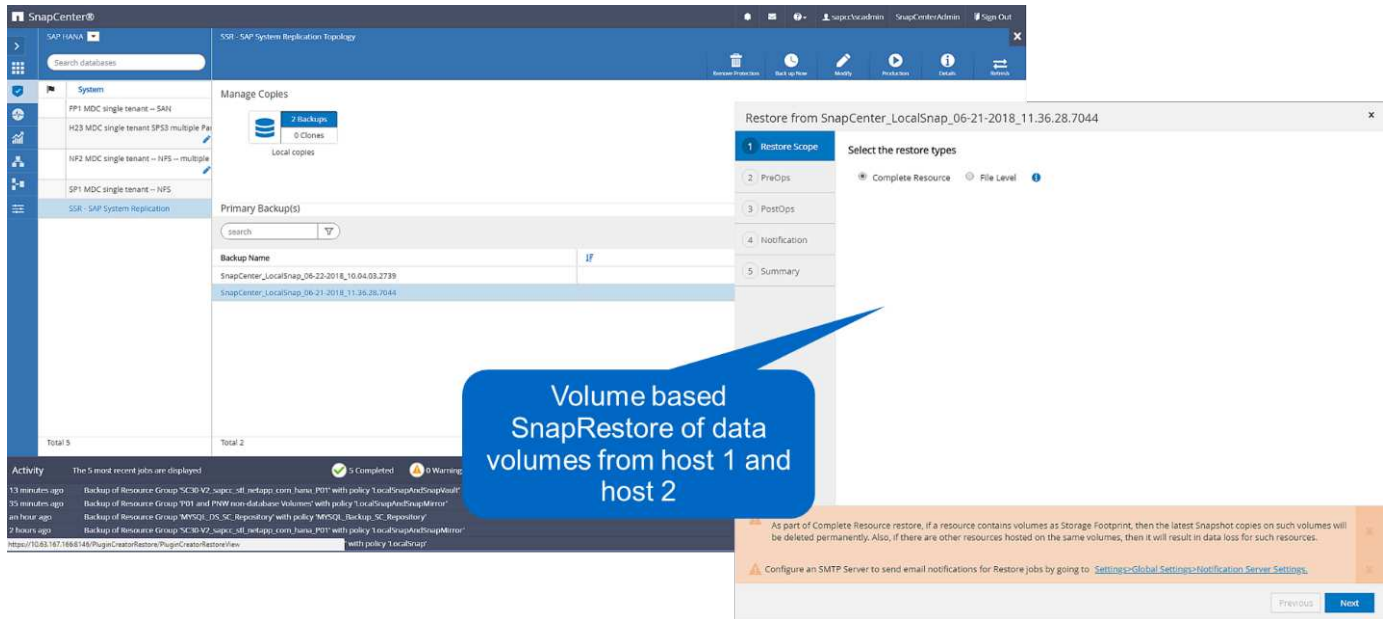 SnapCenter®
sapcc\scadmin SnapCenterAdmin Sign Out
SAP HANA
SSR - SAP System Replication Topology
Search databases
Remove Protection Back up Now Modify Production Details Refresh
System
FP1 MDC single tenant -- SAN
H23 MDC single tenant SPS3 multiple Par
NF2 MDC single tenant -- NFS -- multiple
SP1 MDC single tenant -- NFS
SSR - SAP System Replication
Total 5
Manage Copies
2 Backups
0 Clones
Local copies
Primary Backup(s)
search
Backup Name
SnapCenter_LocalSnap_06-22-2018_10.04.03.2739
SnapCenter_LocalSnap_06-21-2018_11.36.28.7044
Total 2
Activity The 5 most recent jobs are displayed 5 Completed 0 Warning
13 minutes ago Backup of Resource Group 'SC30-V2_sapcc_stl_netapp_com_hana_P01' with policy 'LocalSnapAndSnapVault'
35 minutes ago Backup of Resource Group 'P01 and PNW non-database Volumes' with policy 'LocalSnapAndSnapMirror'
an hour ago Backup of Resource Group 'MYSQL_DS_SC_Repository' with policy 'MYSQL_Backup_SC_Repository'
2 hours ago Backup of Resource Group 'SC30-V2_sapcc_stl_netapp_com_hana_P01' with policy 'LocalSnapAndSnapMirror'
https://10.63.167.166:8146/PluginCreatorRestore/PluginCreatorRestoreView with policy 'LocalSnap'
Restore from SnapCenter_LocalSnap_06-21-2018_11.36.28.7044 x
1 Restore Scope
2 PreOps
3 PostOps
4 Notification
5 Summary
Select the restore types
Complete Resource File Level
Volume based
SnapRestore of data
volumes from host 1 and
host 2
As part of Complete Resource restore, if a resource contains volumes as Storage Footprint, then the latest Snapshot copies on such volumes will
be deleted permanently. Also, if there are other resources hosted on the same volumes, then it will result in data loss for such resources.
Configure an SMTP Server to send email notifications for Restore jobs by going to Settings>Global Settings>Notification Server Settings.
Previous Next